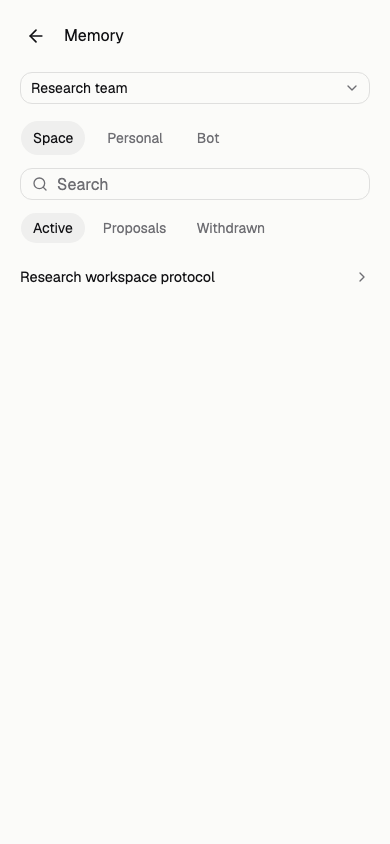 Memory
Research team
Space Personal Bot
Search
Active Proposals Withdrawn
Research workspace protocol